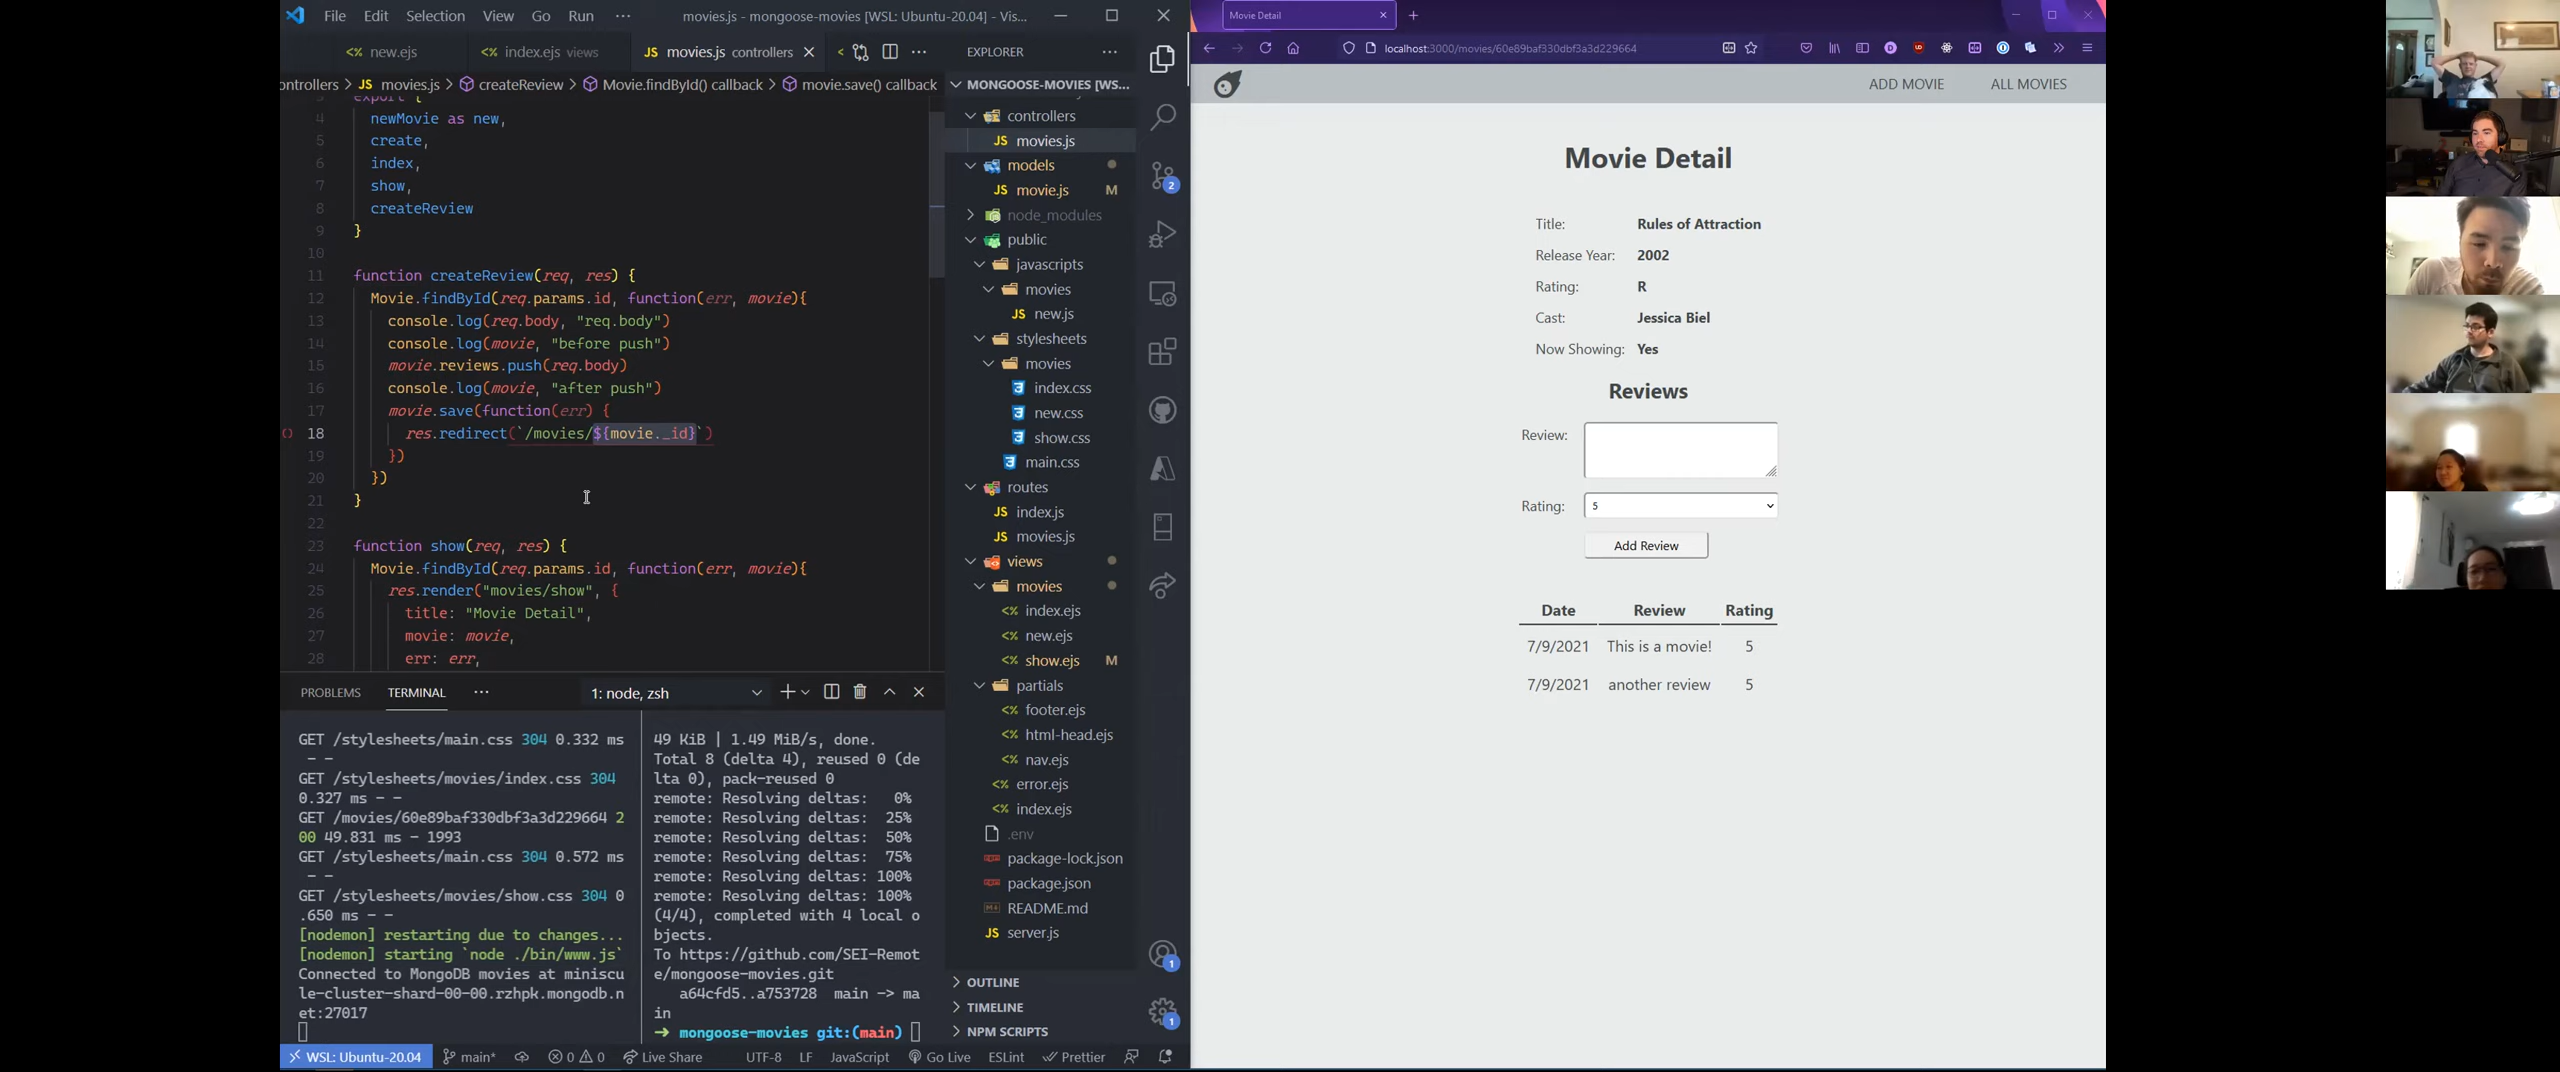 File Edit Selection View Go Run ··· movies.js - mongoose-movies [WSL: Ubuntu-20.04] - Vis...
new.ejs index.ejs views movies.js controllers
ontrollers > JS movies.js > createReview > Movie.findById() callback > movie.save() callback
export {
4 newMovie as new,
5 create,
6 index,
7 show,
8 createReview
9 }
10
11 function createReview(req, res) {
12 Movie.findById(req.params.id, function(err, movie){
13 console.log(req.body, "req.body")
14 console.log(movie, "before push")
15 movie.reviews.push(req.body)
16 console.log(movie, "after push")
17 movie.save(function(err) {
18 res.redirect(`/movies/${movie._id}`)
19 })
20 })
21 }
22
23 function show(req, res) {
24 Movie.findById(req.params.id, function(err, movie){
25 res.render("movies/show", {
26 title: "Movie Detail",
27 movie: movie,
28 err: err,
PROBLEMS TERMINAL ··· 1: node, zsh
GET /stylesheets/main.css 304 0.332 ms
- -
GET /stylesheets/movies/index.css 304
0.327 ms - -
GET /movies/60e89baf330dbf3a3d229664 2
00 49.831 ms - 1993
GET /stylesheets/main.css 304 0.572 ms
- -
GET /stylesheets/movies/show.css 304 0
.650 ms - -
[nodemon] restarting due to changes...
[nodemon] starting `node ./bin/www.js`
Connected to MongoDB movies at miniscu
le-cluster-shard-00-00.rzhpk.mongodb.n
et:27017
49 KiB | 1.49 MiB/s, done.
Total 8 (delta 4), reused 0 (de
lta 0), pack-reused 0
remote: Resolving deltas: 0%
remote: Resolving deltas: 25%
remote: Resolving deltas: 50%
remote: Resolving deltas: 75%
remote: Resolving deltas: 100%
remote: Resolving deltas: 100%
(4/4), completed with 4 local o
bjects.
To https://github.com/SEI-Remot
e/mongoose-movies.git
a64cfd5..a753728 main -> ma
in
➜ mongoose-movies git:(main)
WSL: Ubuntu-20.04 main* 0 0 Live Share UTF-8 LF JavaScript Go Live ESLint Prettier
EXPLORER ···
MONGOOSE-MOVIES [WS...
controllers
JS movies.js
models
JS movie.js M
node_modules
public
javascripts
movies
JS new.js
stylesheets
movies
index.css
new.css
show.css
main.css
routes
JS index.js
JS movies.js
views
movies
index.ejs
new.ejs
show.ejs M
partials
footer.ejs
html-head.ejs
nav.ejs
error.ejs
index.ejs
.env
package-lock.json
package.json
README.md
JS server.js
OUTLINE
TIMELINE
NPM SCRIPTS
2
1
1
Movie Detail
localhost:3000/movies/60e89baf330dbf3a3d229664
ADD MOVIE ALL MOVIES
Movie Detail
Title: Rules of Attraction
Release Year: 2002
Rating: R
Cast: Jessica Biel
Now Showing: Yes
Reviews
Review:
Rating: 5
Add Review
Date Review Rating
7/9/2021 This is a movie! 5
7/9/2021 another review 5